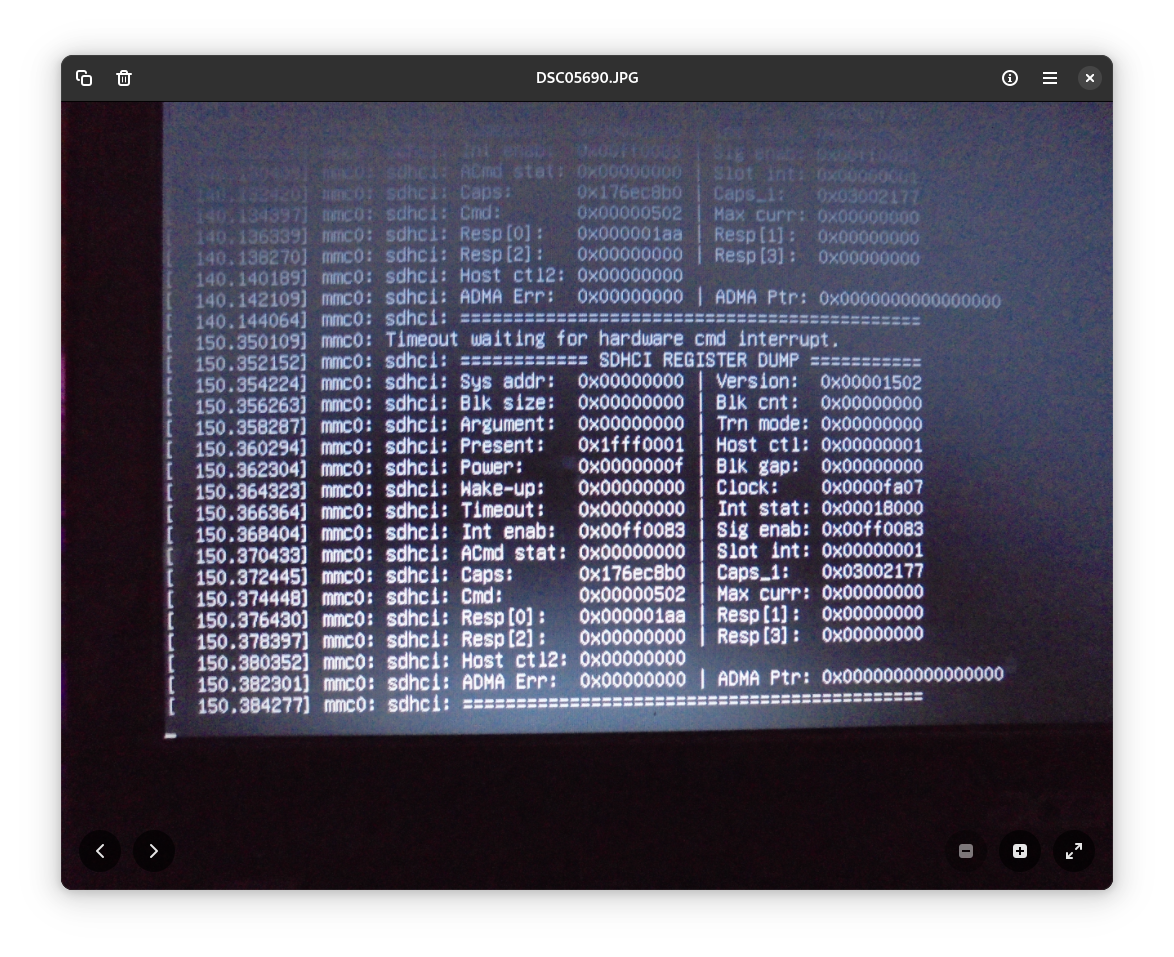 DSC05690.JPG
Int enab: | Sig enab:
ACmd stat: 0x00000000 | Slot int: 0x00000001
Caps: 0x176ec8b0 | Caps_1: 0x03002177
[ 140.134397] mmc0: sdhci: Cmd: 0x00000502 | Max curr: 0x00000000
[ 140.136339] mmc0: sdhci: Resp[0]: 0x000001aa | Resp[1]: 0x00000000
[ 140.138270] mmc0: sdhci: Resp[2]: 0x00000000 | Resp[3]: 0x00000000
[ 140.140189] mmc0: sdhci: Host ctl2: 0x00000000
[ 140.142109] mmc0: sdhci: ADMA Err: 0x00000000 | ADMA Ptr: 0x0000000000000000
[ 140.144064] mmc0: sdhci: ============================================
[ 150.350109] mmc0: Timeout waiting for hardware cmd interrupt.
[ 150.352152] mmc0: sdhci: ============ SDHCI REGISTER DUMP ===========
[ 150.354224] mmc0: sdhci: Sys addr: 0x00000000 | Version: 0x00001502
[ 150.356263] mmc0: sdhci: Blk size: 0x00000000 | Blk cnt: 0x00000000
[ 150.358287] mmc0: sdhci: Argument: 0x00000000 | Trn mode: 0x00000000
[ 150.360294] mmc0: sdhci: Present: 0x1fff0001 | Host ctl: 0x00000001
[ 150.362304] mmc0: sdhci: Power: 0x0000000f | Blk gap: 0x00000000
[ 150.364323] mmc0: sdhci: Wake-up: 0x00000000 | Clock: 0x0000fa07
[ 150.366364] mmc0: sdhci: Timeout: 0x00000000 | Int stat: 0x00018000
[ 150.368404] mmc0: sdhci: Int enab: 0x00ff0083 | Sig enab: 0x00ff0083
[ 150.370433] mmc0: sdhci: ACmd stat: 0x00000000 | Slot int: 0x00000001
[ 150.372445] mmc0: sdhci: Caps: 0x176ec8b0 | Caps_1: 0x03002177
[ 150.374448] mmc0: sdhci: Cmd: 0x00000502 | Max curr: 0x00000000
[ 150.376430] mmc0: sdhci: Resp[0]: 0x000001aa | Resp[1]: 0x00000000
[ 150.378397] mmc0: sdhci: Resp[2]: 0x00000000 | Resp[3]: 0x00000000
[ 150.380352] mmc0: sdhci: Host ctl2: 0x00000000
[ 150.382301] mmc0: sdhci: ADMA Err: 0x00000000 | ADMA Ptr: 0x0000000000000000
[ 150.384277] mmc0: sdhci: ============================================